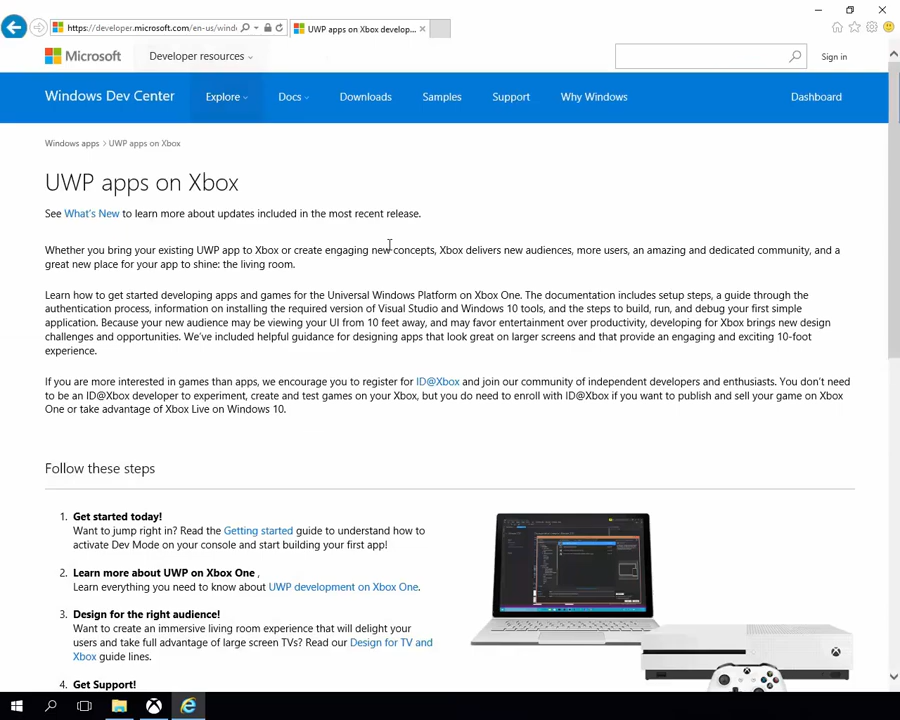 https://developer.microsoft.com/en-us/windo
UWP apps on Xbox develop...
Microsoft
Developer resources
Sign in
Windows Dev Center
Explore
Docs
Downloads
Samples
Support
Why Windows
Dashboard
Windows apps > UWP apps on Xbox
UWP apps on Xbox
See What's New to learn more about updates included in the most recent release.
Whether you bring your existing UWP app to Xbox or create engaging new concepts, Xbox delivers new audiences, more users, an amazing and dedicated community, and a
great new place for your app to shine: the living room.
Learn how to get started developing apps and games for the Universal Windows Platform on Xbox One. The documentation includes setup steps, a guide through the
authentication process, information on installing the required version of Visual Studio and Windows 10 tools, and the steps to build, run, and debug your first simple
application. Because your new audience may be viewing your UI from 10 feet away, and may favor entertainment over productivity, developing for Xbox brings new design
challenges and opportunities. We've included helpful guidance for designing apps that look great on larger screens and that provide an engaging and exciting 10-foot
experience.
If you are more interested in games than apps, we encourage you to register for ID@Xbox and join our community of independent developers and enthusiasts. You don't need
to be an ID@Xbox developer to experiment, create and test games on your Xbox, but you do need to enroll with ID@Xbox if you want to publish and sell your game on Xbox
One or take advantage of Xbox Live on Windows 10.
Follow these steps
1. Get started today!
Want to jump right in? Read the Getting started guide to understand how to
activate Dev Mode on your console and start building your first app!
2. Learn more about UWP on Xbox One ,
Learn everything you need to know about UWP development on Xbox One.
3. Design for the right audience!
Want to create an immersive living room experience that will delight your
users and take full advantage of large screen TVs? Read our Design for TV and
Xbox guide lines.
4. Get Support!